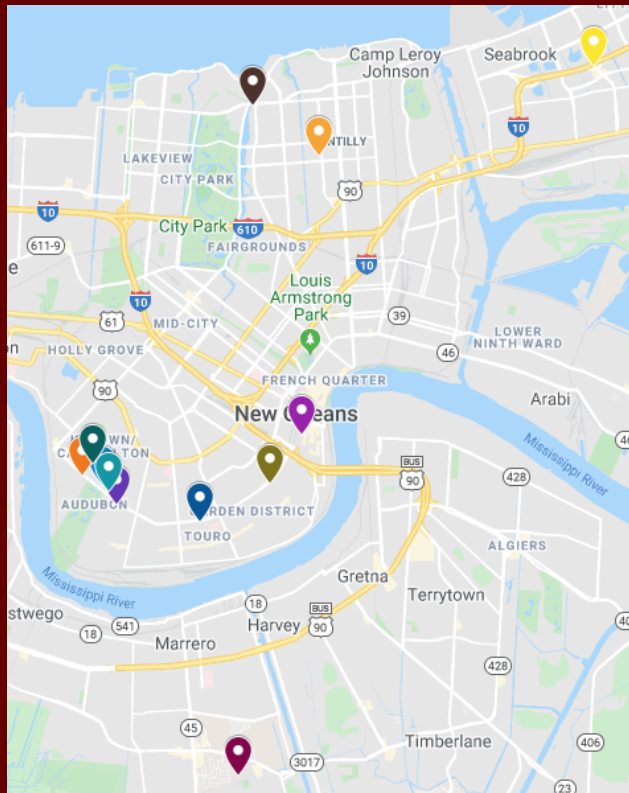 Camp Leroy
Johnson
Seabrook
10
NTILLY
LAKEVIEW
CITY PARK
90
10
City Park
610
611-9
FAIRGROUNDS
10
Louis
Armstrong
Park
10
61
MID-CITY
39
LOWER
NINTH WARD
HOLLY GROVE
46
FRENCH QUARTER
90
Arabi
New O eans
Mississippi River
BUS
90
428
AUDUBON
RDEN DISTRICT
TOURO
ALGIERS
Mississippi River
Gretna
Terrytown
stwego
18
BUS
90
541
Harvey
18
Marrero
428
45
Timberlane
406
3017
23